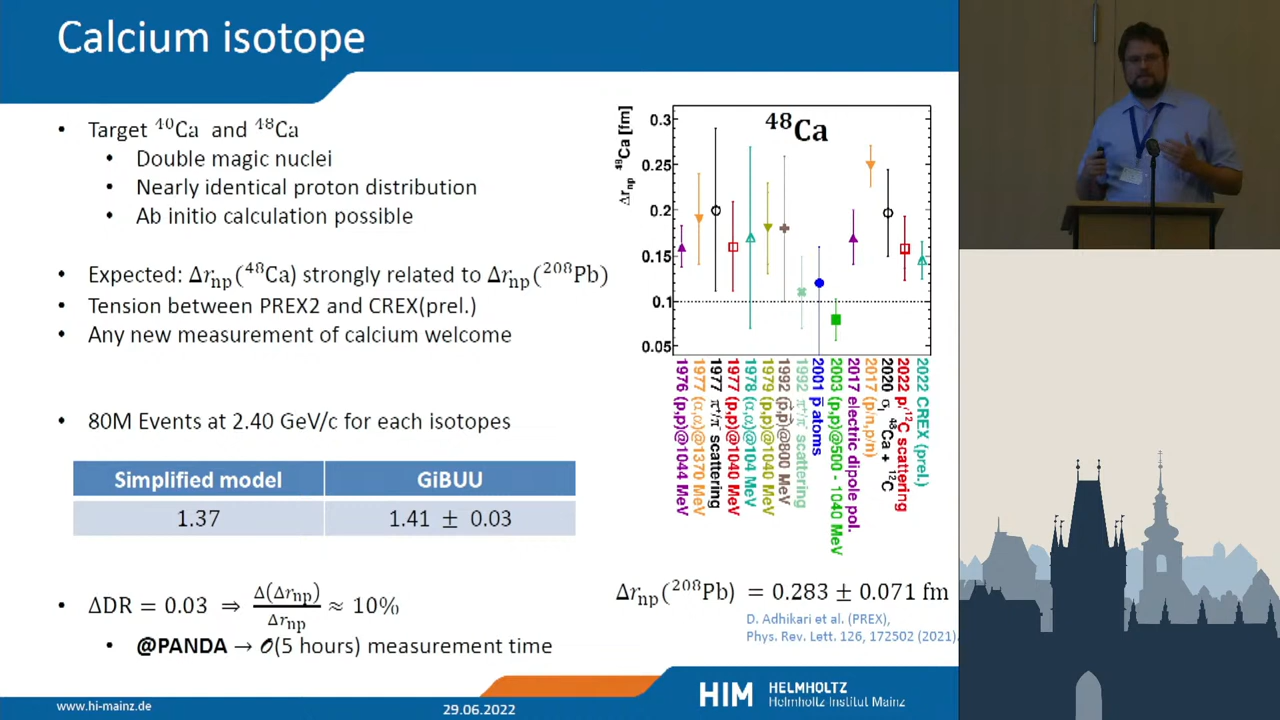 Calcium isotope
• Target ⁴⁰Ca and ⁴⁸Ca
• Double magic nuclei
• Nearly identical proton distribution
• Ab initio calculation possible
• Expected: Δr_np(⁴⁸Ca) strongly related to Δr_np(²⁰⁸Pb)
• Tension between PREX2 and CREX(prel.)
• Any new measurement of calcium welcome
• 80M Events at 2.40 GeV/c for each isotopes
Simplified model GiBUU
1.37 1.41 ± 0.03
• ΔDR = 0.03 ⇒ Δ(Δr_np)/Δr_np ≈ 10%
• @PANDA → 𝒪(5 hours) measurement time
⁴⁸Ca
Δr_np ⁴⁸Ca [fm]
0.3
0.25
0.2
0.15
0.1
0.05
1976 (p,p)@1044 MeV
1977 (α,α)@1370 MeV
1977 π⁺/π⁻ scattering
1977 (p,p)@1040 MeV
1978 (α,α)@104 MeV
1979 (p,p)@1040 MeV
1992 (p⃗,p⃗)@800 MeV
1992 π⁺/π⁻ scattering
2001 p̄ atoms
2003 (p,p)@500 - 1040 MeV
2017 electric dipole pol.
2017 (p/n,p/n)
2020 σ_I ⁴⁸Ca + ¹²C
2022 p,¹²C scattering
2022 CREX (prel.)
Δr_np(²⁰⁸Pb) = 0.283 ± 0.071 fm
D. Adhikari et al. (PREX),
Phys. Rev. Lett. 126, 172502 (2021).
www.hi-mainz.de
29.06.2022
HIM HELMHOLTZ
Helmholtz Institut Mainz